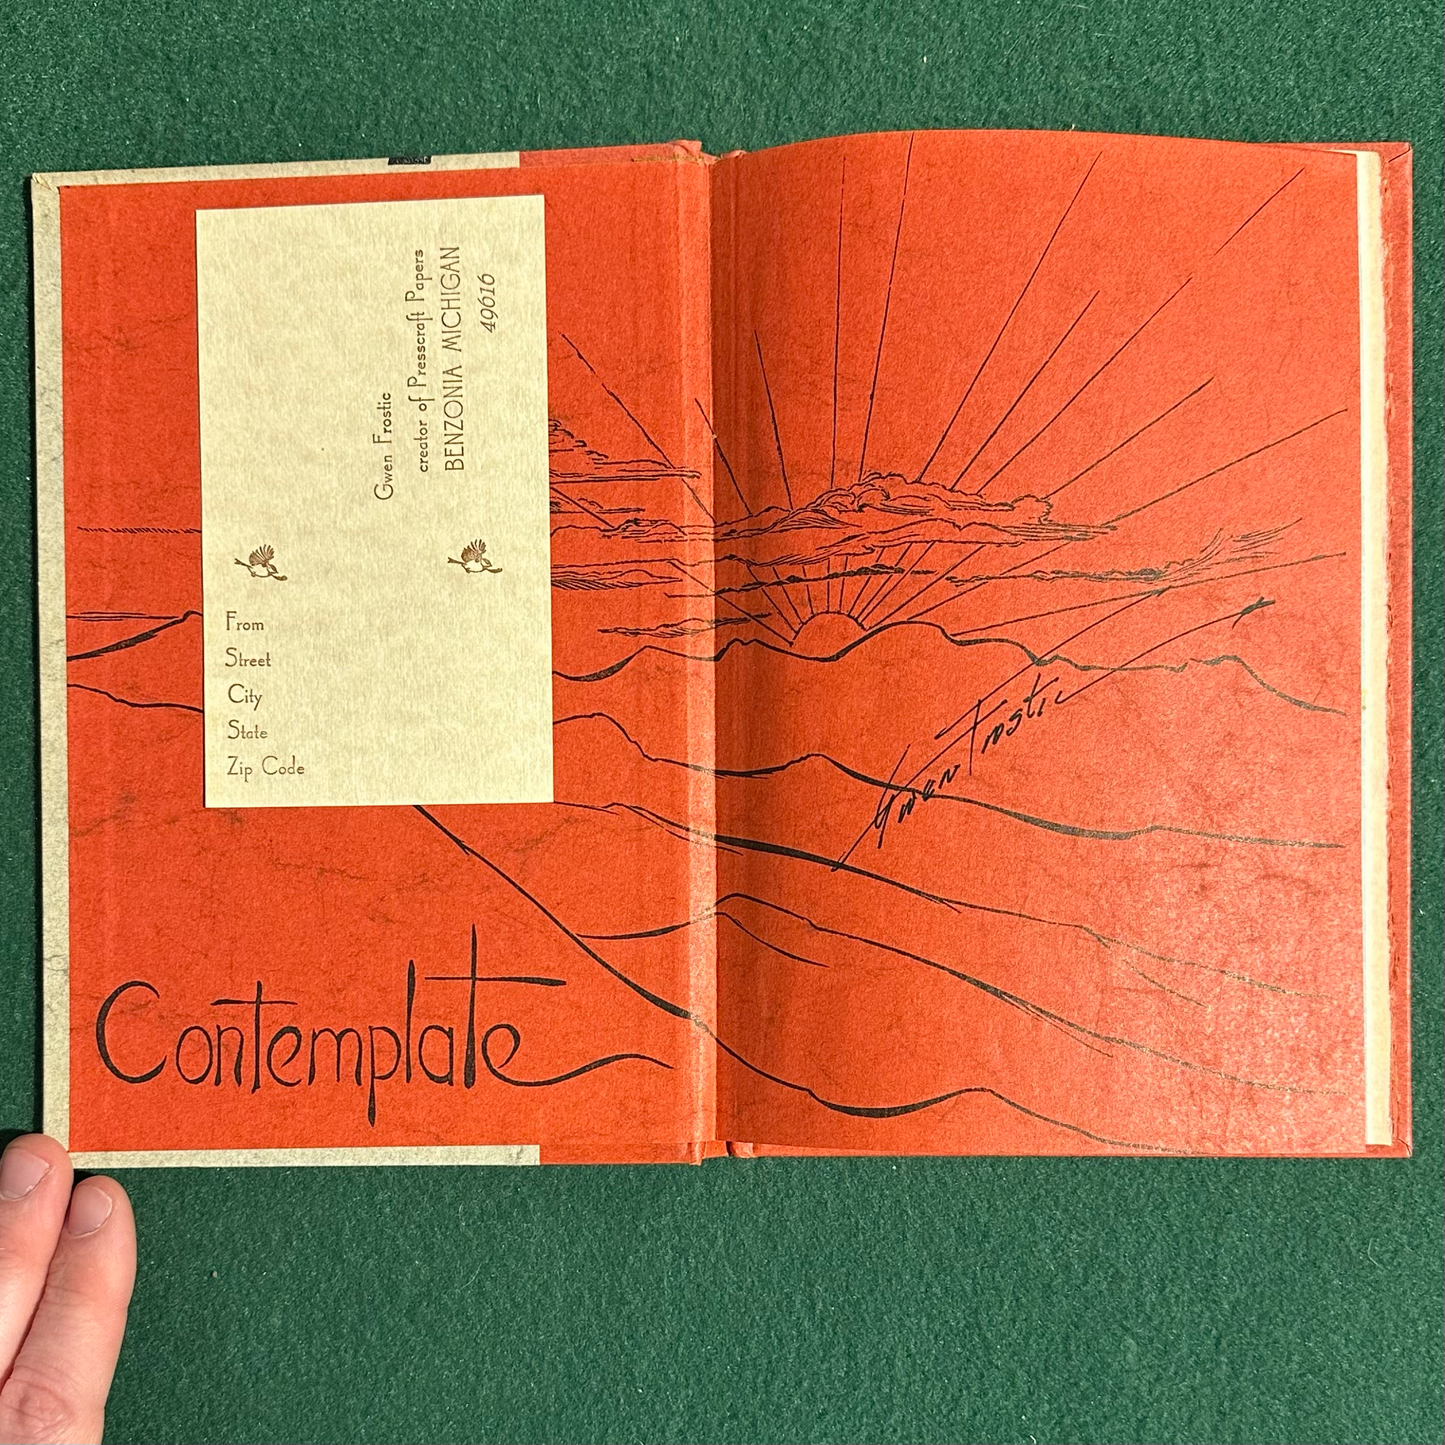 Gwen Frostic
creator of Presscraft Papers
BENZONIA MICHIGAN
49616
From
Street
City
State
Zip Code
Contemplate
Gwen Frostic